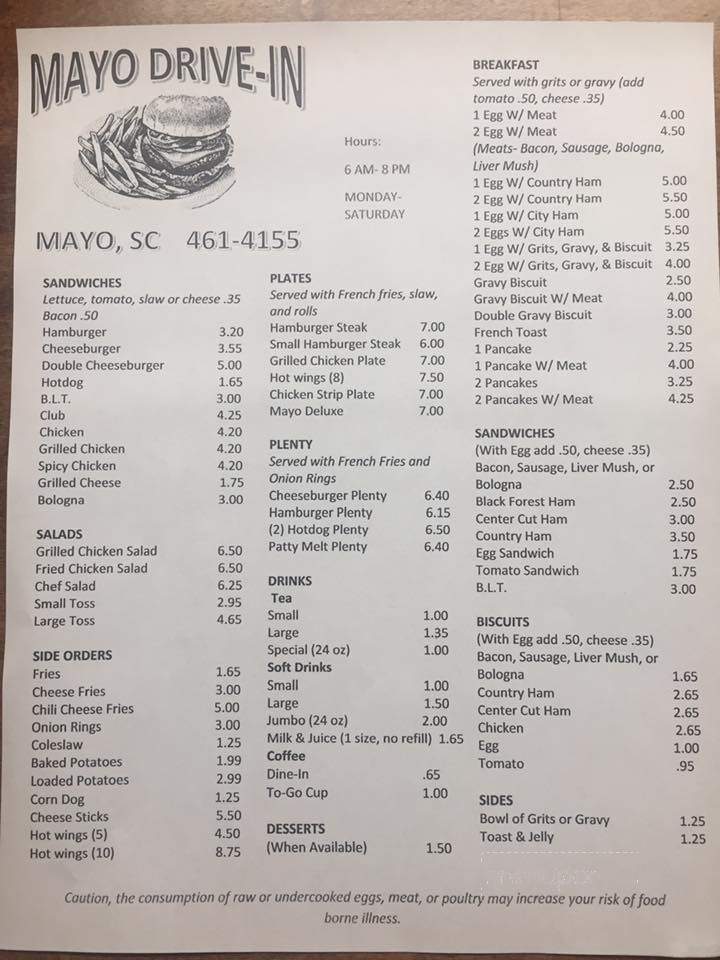 MAYO DRIVE-IN
Hours:
6 AM- 8 PM
MONDAY-
SATURDAY
MAYO, SC 461-4155
SANDWICHES
Lettuce, tomato, slaw or cheese .35
Bacon .50
Hamburger 3.20
Cheeseburger 3.55
Double Cheeseburger 5.00
Hotdog 1.65
B.L.T. 3.00
Club 4.25
Chicken 4.20
Grilled Chicken 4.20
Spicy Chicken 4.20
Grilled Cheese 1.75
Bologna 3.00
SALADS
Grilled Chicken Salad 6.50
Fried Chicken Salad 6.50
Chef Salad 6.25
Small Toss 2.95
Large Toss 4.65
SIDE ORDERS
Fries 1.65
Cheese Fries 3.00
Chili Cheese Fries 5.00
Onion Rings 3.00
Coleslaw 1.25
Baked Potatoes 1.99
Loaded Potatoes 2.99
Corn Dog 1.25
Cheese Sticks 5.50
Hot wings (5) 4.50
Hot wings (10) 8.75
PLATES
Served with French fries, slaw,
and rolls
Hamburger Steak 7.00
Small Hamburger Steak 6.00
Grilled Chicken Plate 7.00
Hot wings (8) 7.50
Chicken Strip Plate 7.00
Mayo Deluxe 7.00
PLENTY
Served with French Fries and
Onion Rings
Cheeseburger Plenty 6.40
Hamburger Plenty 6.15
(2) Hotdog Plenty 6.50
Patty Melt Plenty 6.40
DRINKS
Tea
Small 1.00
Large 1.35
Special (24 oz) 1.00
Soft Drinks
Small 1.00
Large 1.50
Jumbo (24 oz) 2.00
Milk & Juice (1 size, no refill) 1.65
Coffee
Dine-In .65
To-Go Cup 1.00
DESSERTS
(When Available) 1.50
BREAKFAST
Served with grits or gravy (add
tomato .50, cheese .35)
1 Egg W/ Meat 4.00
2 Egg W/ Meat 4.50
(Meats- Bacon, Sausage, Bologna,
Liver Mush)
1 Egg W/ Country Ham 5.00
2 Egg W/ Country Ham 5.50
1 Egg W/ City Ham 5.00
2 Eggs W/ City Ham 5.50
1 Egg W/ Grits, Gravy, & Biscuit 3.25
2 Egg W/ Grits, Gravy, & Biscuit 4.00
Gravy Biscuit 2.50
Gravy Biscuit W/ Meat 4.00
Double Gravy Biscuit 3.00
French Toast 3.50
1 Pancake 2.25
1 Pancake W/ Meat 4.00
2 Pancakes 3.25
2 Pancakes W/ Meat 4.25
SANDWICHES
(With Egg add .50, cheese .35)
Bacon, Sausage, Liver Mush, or
Bologna 2.50
Black Forest Ham 2.50
Center Cut Ham 3.00
Country Ham 3.50
Egg Sandwich 1.75
Tomato Sandwich 1.75
B.L.T. 3.00
BISCUITS
(With Egg add .50, cheese .35)
Bacon, Sausage, Liver Mush, or
Bologna 1.65
Country Ham 2.65
Center Cut Ham 2.65
Chicken 2.65
Egg 1.00
Tomato .95
SIDES
Bowl of Grits or Gravy 1.25
Toast & Jelly 1.25
Caution, the consumption of raw or undercooked eggs, meat, or poultry may increase your risk of food
borne illness.